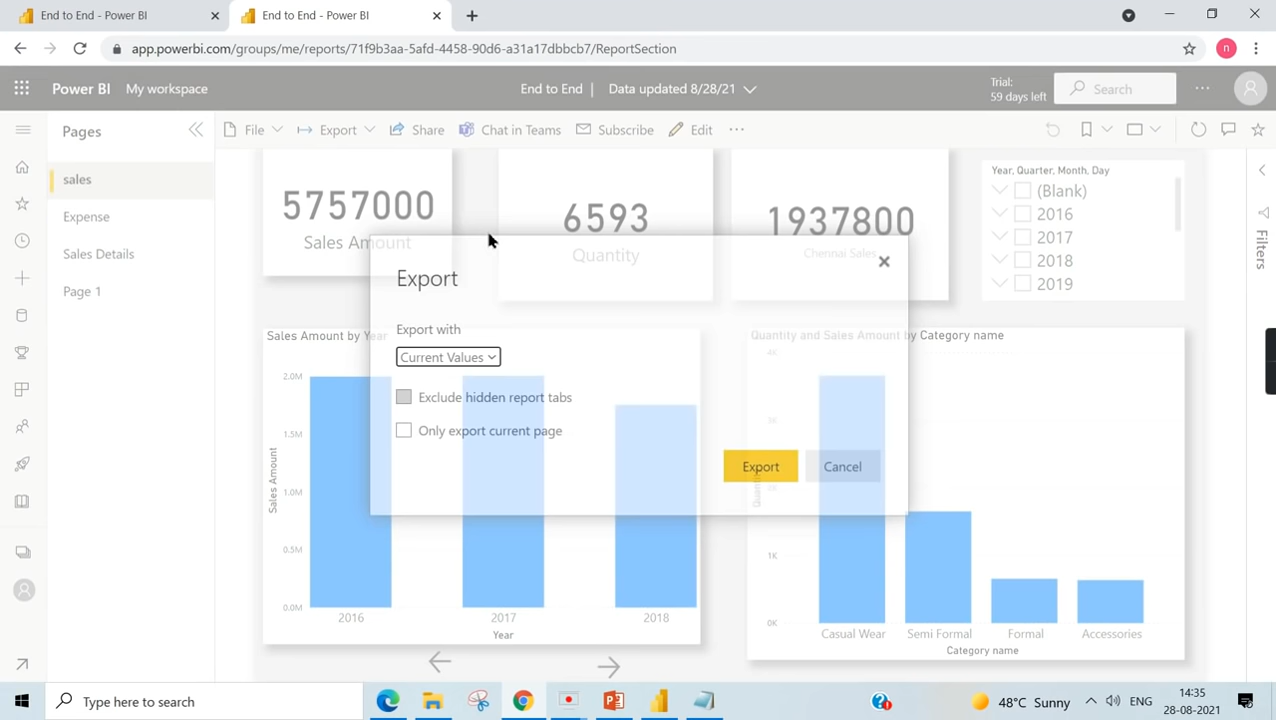 End to End - Power BI
End to End - Power BI
app.powerbi.com/groups/me/reports/71f9b3aa-5afd-4458-90d6-a31a17dbbcb7/ReportSection
n
Power BI My workspace
End to End | Data updated 8/28/21
Trial:
59 days left
Search
Pages
File Export Share Chat in Teams Subscribe Edit
sales
Expense
Sales Details
Page 1
5757000
Sales Amount
6593
Quantity
1937800
Chennai Sales
Year, Quarter, Month, Day
(Blank)
2016
2017
2018
2019
Filters
Export
Export with
Current Values
Exclude hidden report tabs
Only export current page
Export Cancel
Sales Amount by Year
2.0M
1.5M
1.0M
0.5M
0.0M
Sales Amount
2016 2017 2018
Year
Quantity and Sales Amount by Category name
4K
1K
0K
Casual Wear Semi Formal Formal Accessories
Category name
Type here to search
48°C Sunny
ENG
14:35
28-08-2021